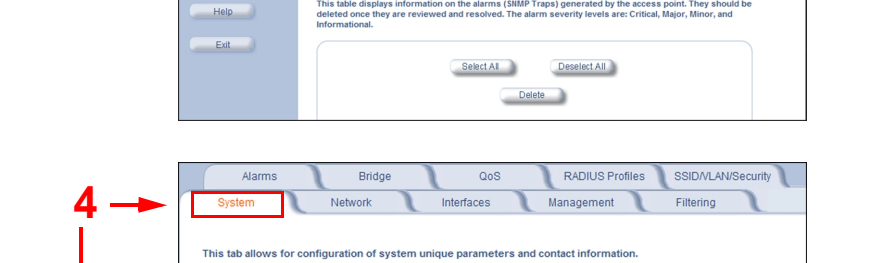 This table displays information on the alarms (SNMP Traps) generated by the access point. They should be
deleted once they are reviewed and resolved. The alarm severity levels are: Critical, Major, Minor, and
Informational.
Help
Exit
Select All Deselect All
Delete
4
Alarms Bridge QoS RADIUS Profiles SSID/VLAN/Security
System Network Interfaces Management Filtering
This tab allows for configuration of system unique parameters and contact information.